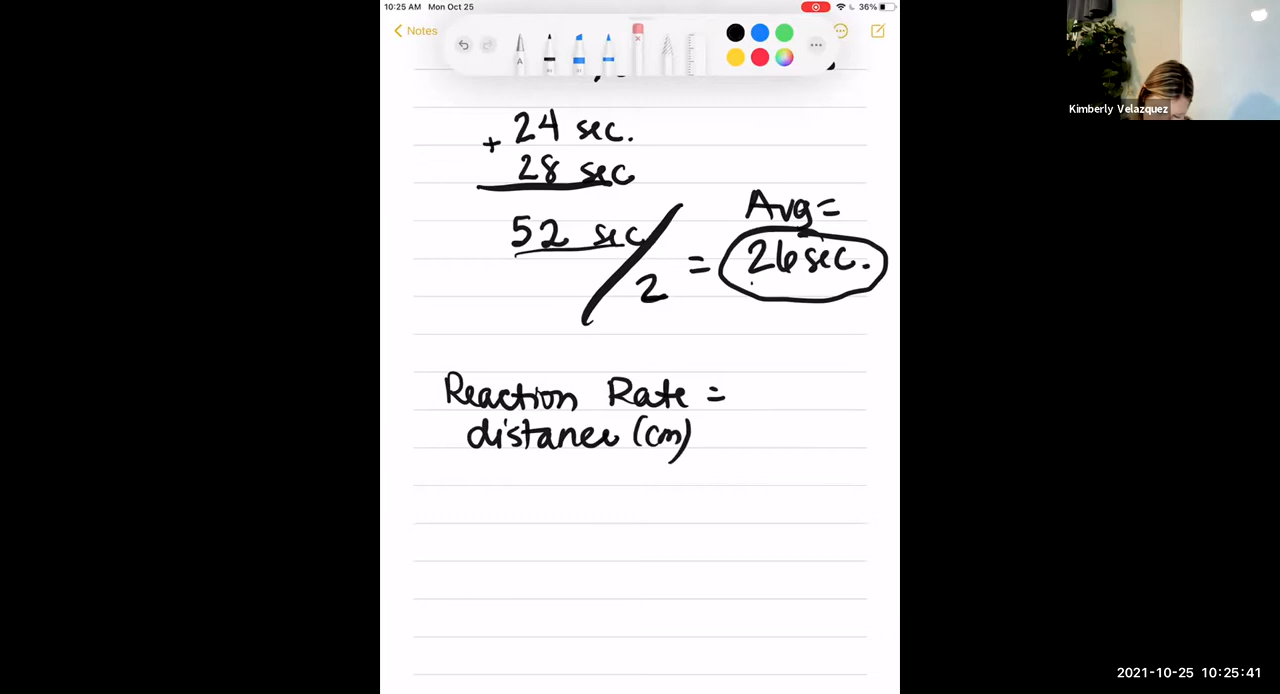 10:25 AM Mon Oct 25
36%
Notes
A
Kimberly Velazquez
+ 24 sec.
28 sec
52 sec
/ 2
=
Avg =
26 sec.
Reaction Rate =
distance (cm)
2021-10-25 10:25:41